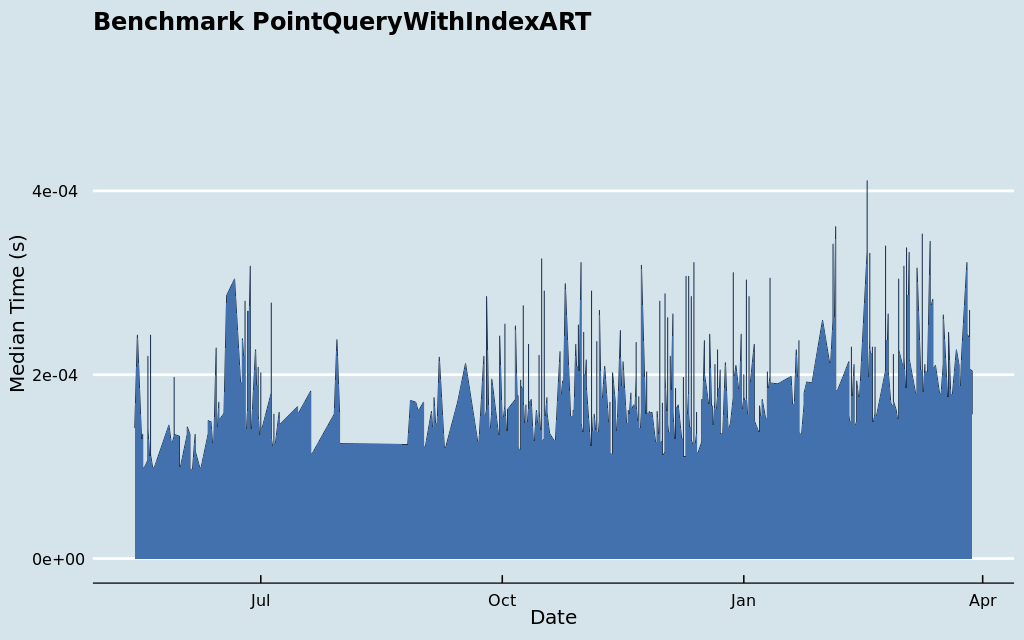 Benchmark PointQueryWithIndexART
Median Time (s)
4e-04
2e-04
0e+00
Jul
Oct
Jan
Apr
Date